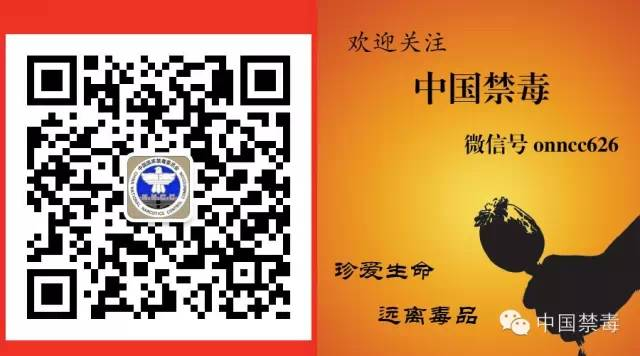 欢迎关注
中国禁毒
微信号 onncc626
珍爱生命
远离毒品
中国禁毒